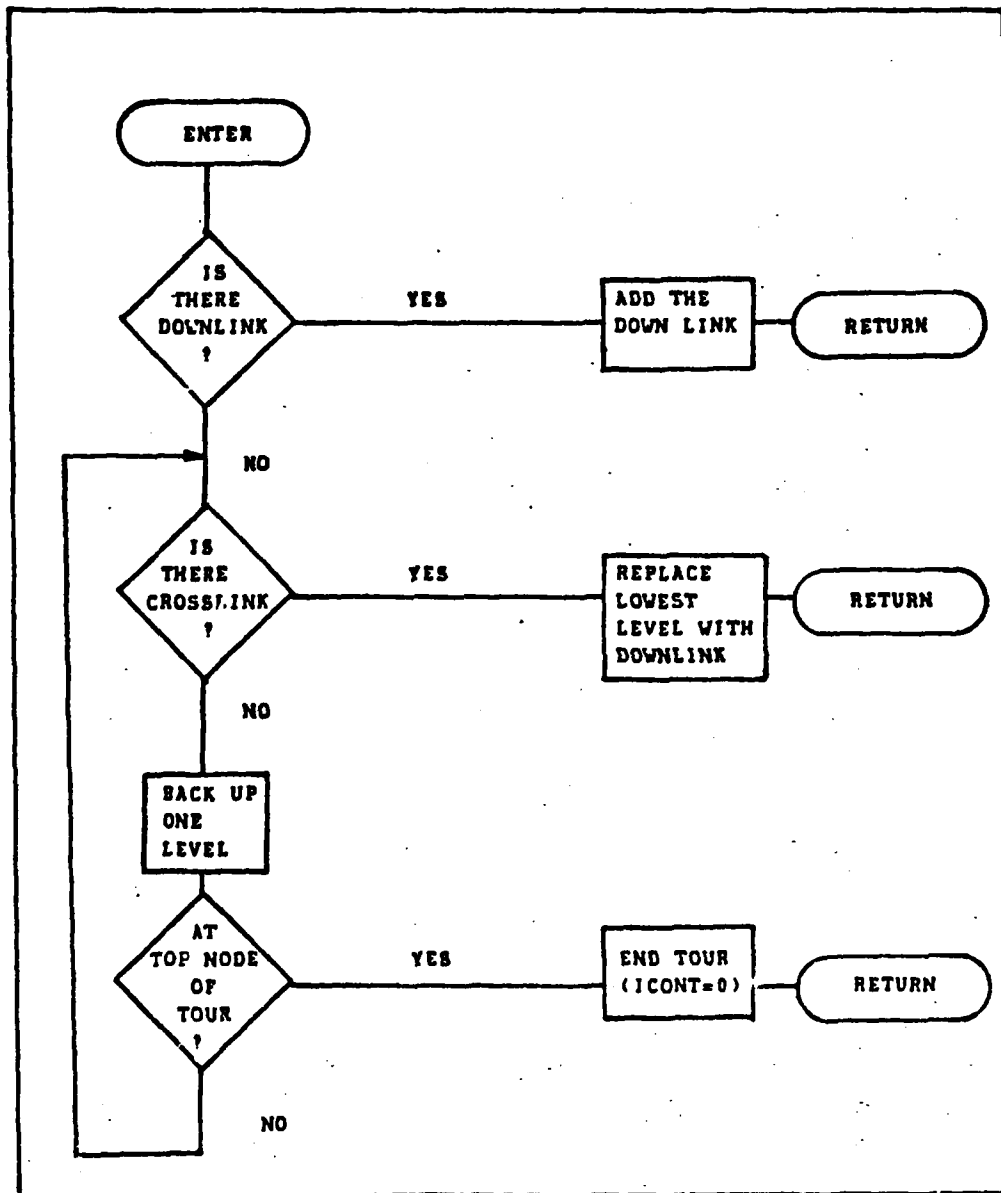 ENTER
IS
THERE
DOWNLINK
?
YES
ADD THE
DOWN LINK
RETURN
NO
IS
THERE
CROSSLINK
?
YES
REPLACE
LOWEST
LEVEL WITH
DOWNLINK
RETURN
NO
BACK UP
ONE
LEVEL
AT
TOP NODE
OF
TOUR
?
YES
END TOUR
(ICONT=0)
RETURN
NO